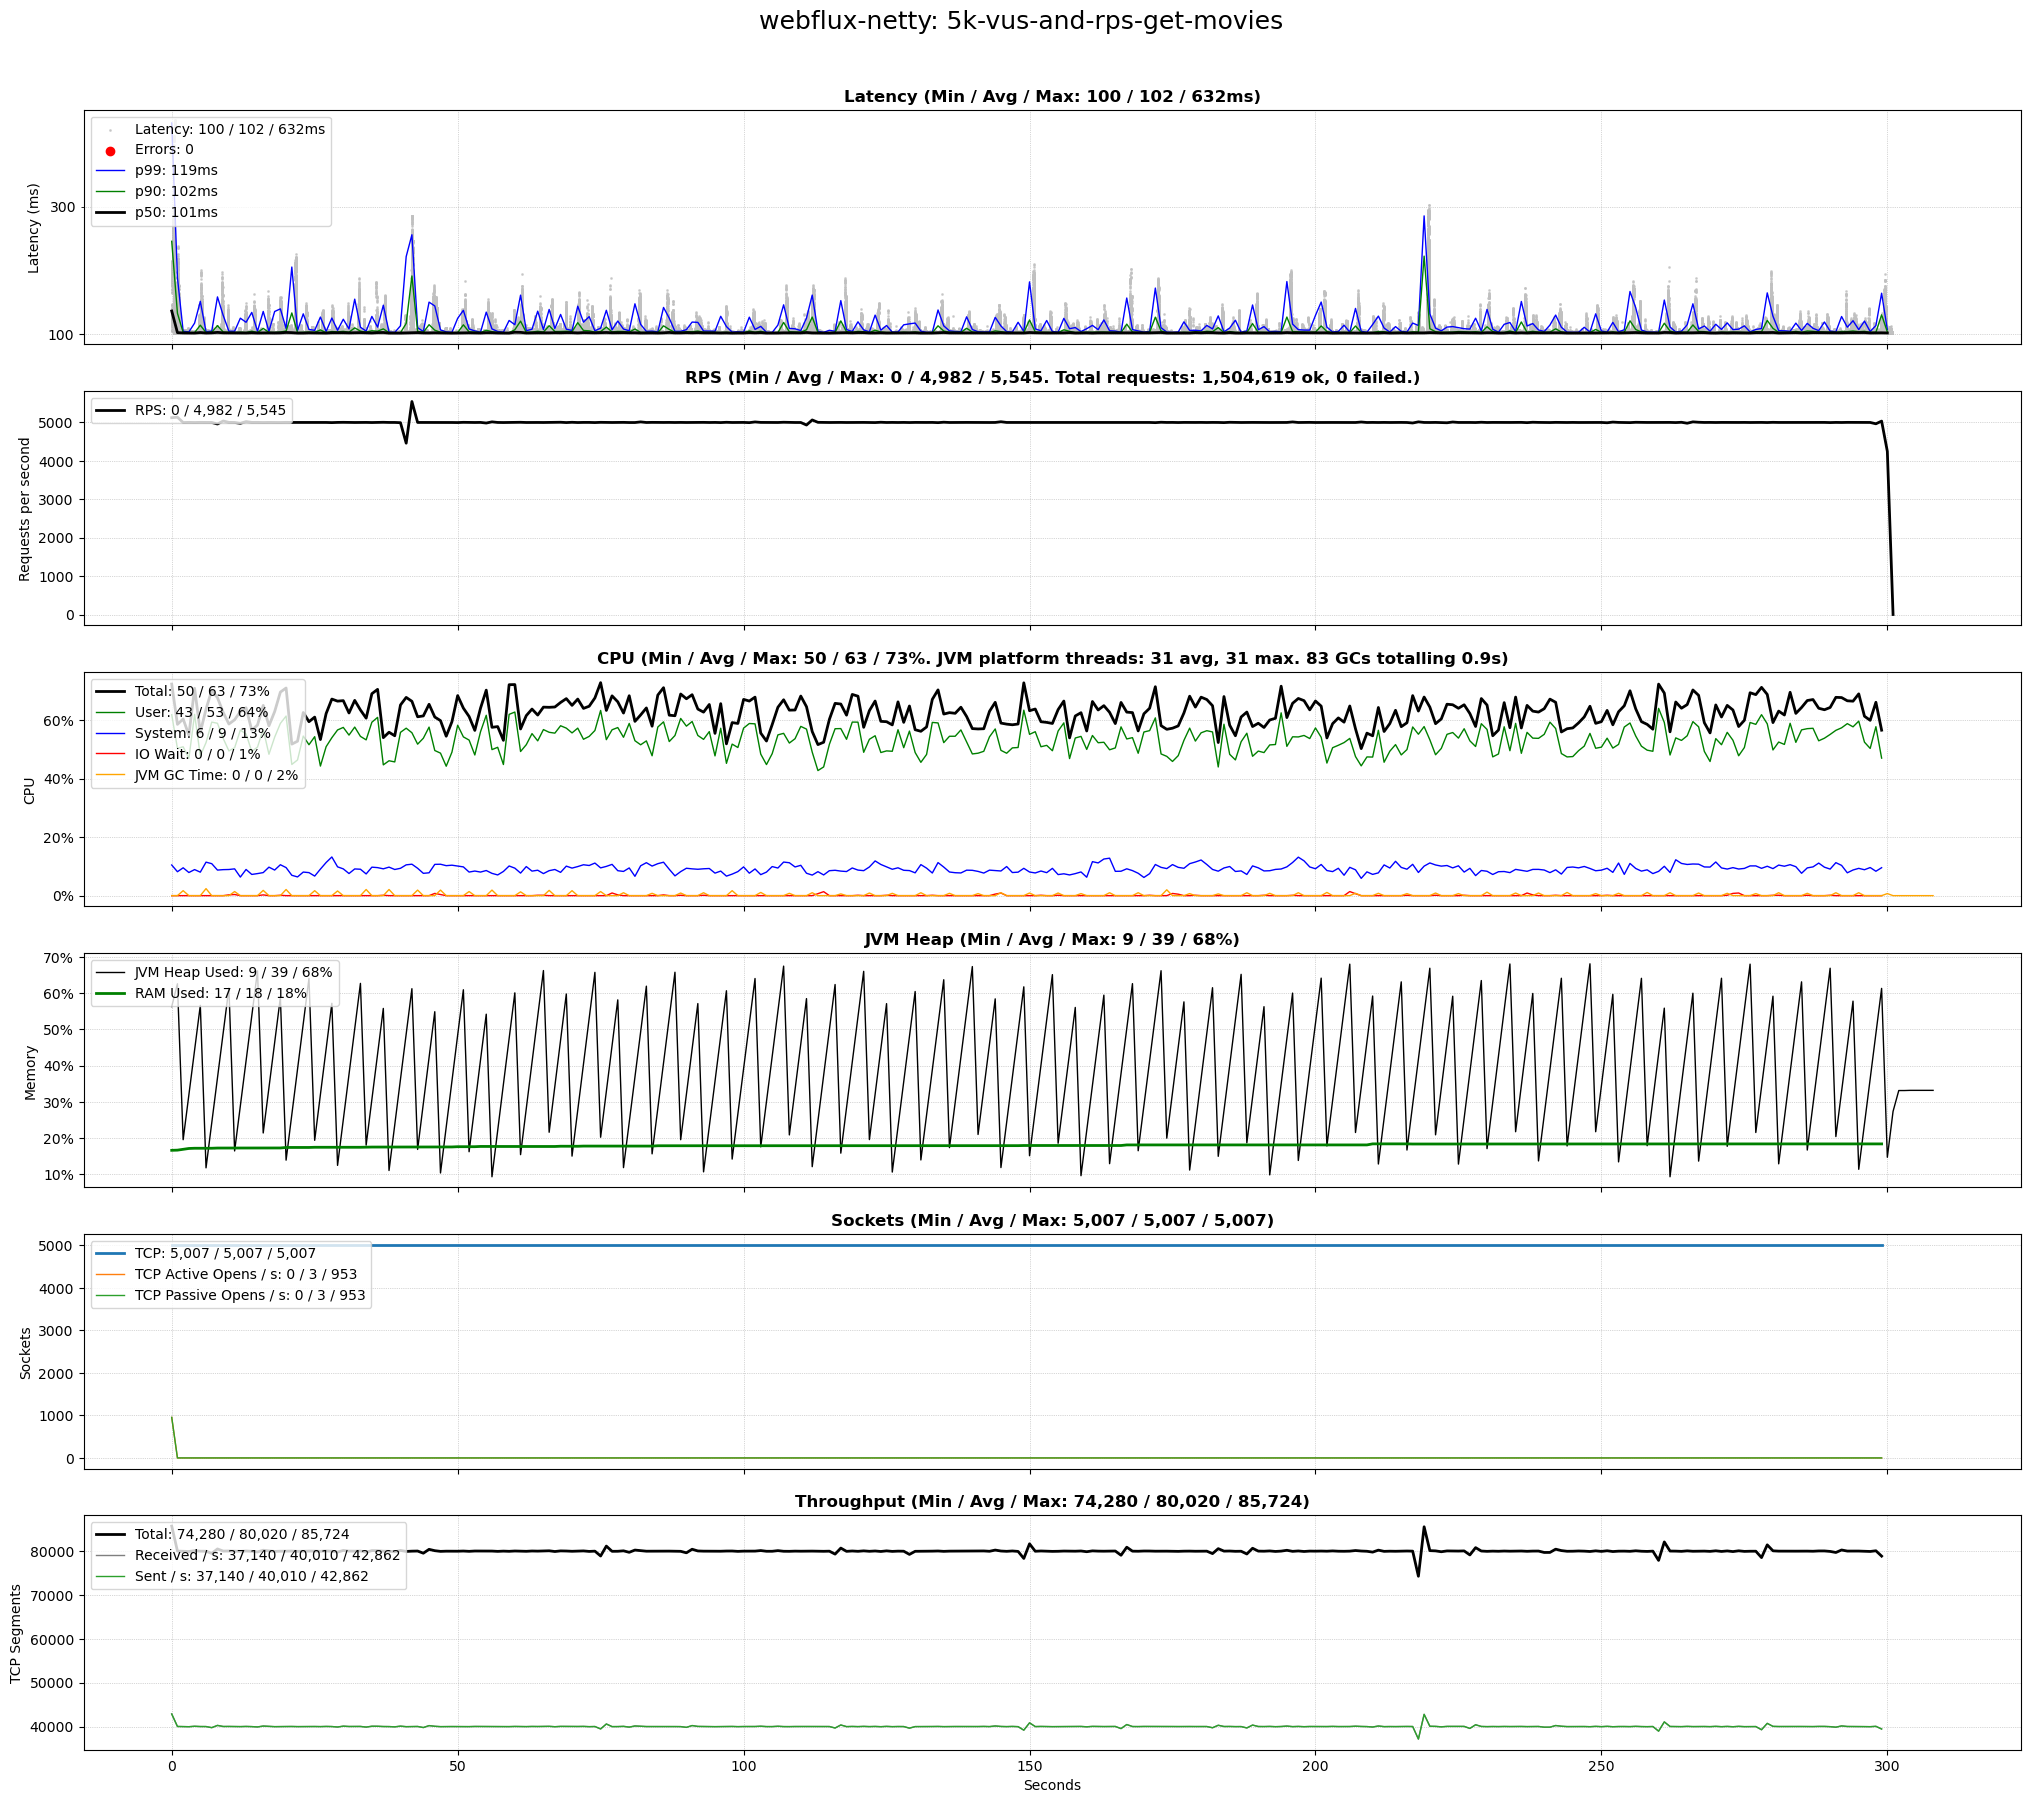 webflux-netty: 5k-vus-and-rps-get-movies
Latency (Min / Avg / Max: 100 / 102 / 632ms)
Latency: 100 / 102 / 632ms
Errors: 0
p99: 119ms
p90: 102ms
p50: 101ms
Latency (ms)
300
100
RPS (Min / Avg / Max: 0 / 4,982 / 5,545. Total requests: 1,504,619 ok, 0 failed.)
RPS: 0 / 4,982 / 5,545
Requests per second
5000
4000
3000
2000
1000
0
CPU (Min / Avg / Max: 50 / 63 / 73%. JVM platform threads: 31 avg, 31 max. 83 GCs totalling 0.9s)
Total: 50 / 63 / 73%
User: 43 / 53 / 64%
System: 6 / 9 / 13%
IO Wait: 0 / 0 / 1%
JVM GC Time: 0 / 0 / 2%
CPU
60%
40%
20%
0%
JVM Heap (Min / Avg / Max: 9 / 39 / 68%)
JVM Heap Used: 9 / 39 / 68%
RAM Used: 17 / 18 / 18%
Memory
70%
60%
50%
40%
30%
20%
10%
Sockets (Min / Avg / Max: 5,007 / 5,007 / 5,007)
TCP: 5,007 / 5,007 / 5,007
TCP Active Opens / s: 0 / 3 / 953
TCP Passive Opens / s: 0 / 3 / 953
Sockets
5000
4000
3000
2000
1000
0
Throughput (Min / Avg / Max: 74,280 / 80,020 / 85,724)
Total: 74,280 / 80,020 / 85,724
Received / s: 37,140 / 40,010 / 42,862
Sent / s: 37,140 / 40,010 / 42,862
TCP Segments
80000
70000
60000
50000
40000
0 50 100 150 200 250 300
Seconds